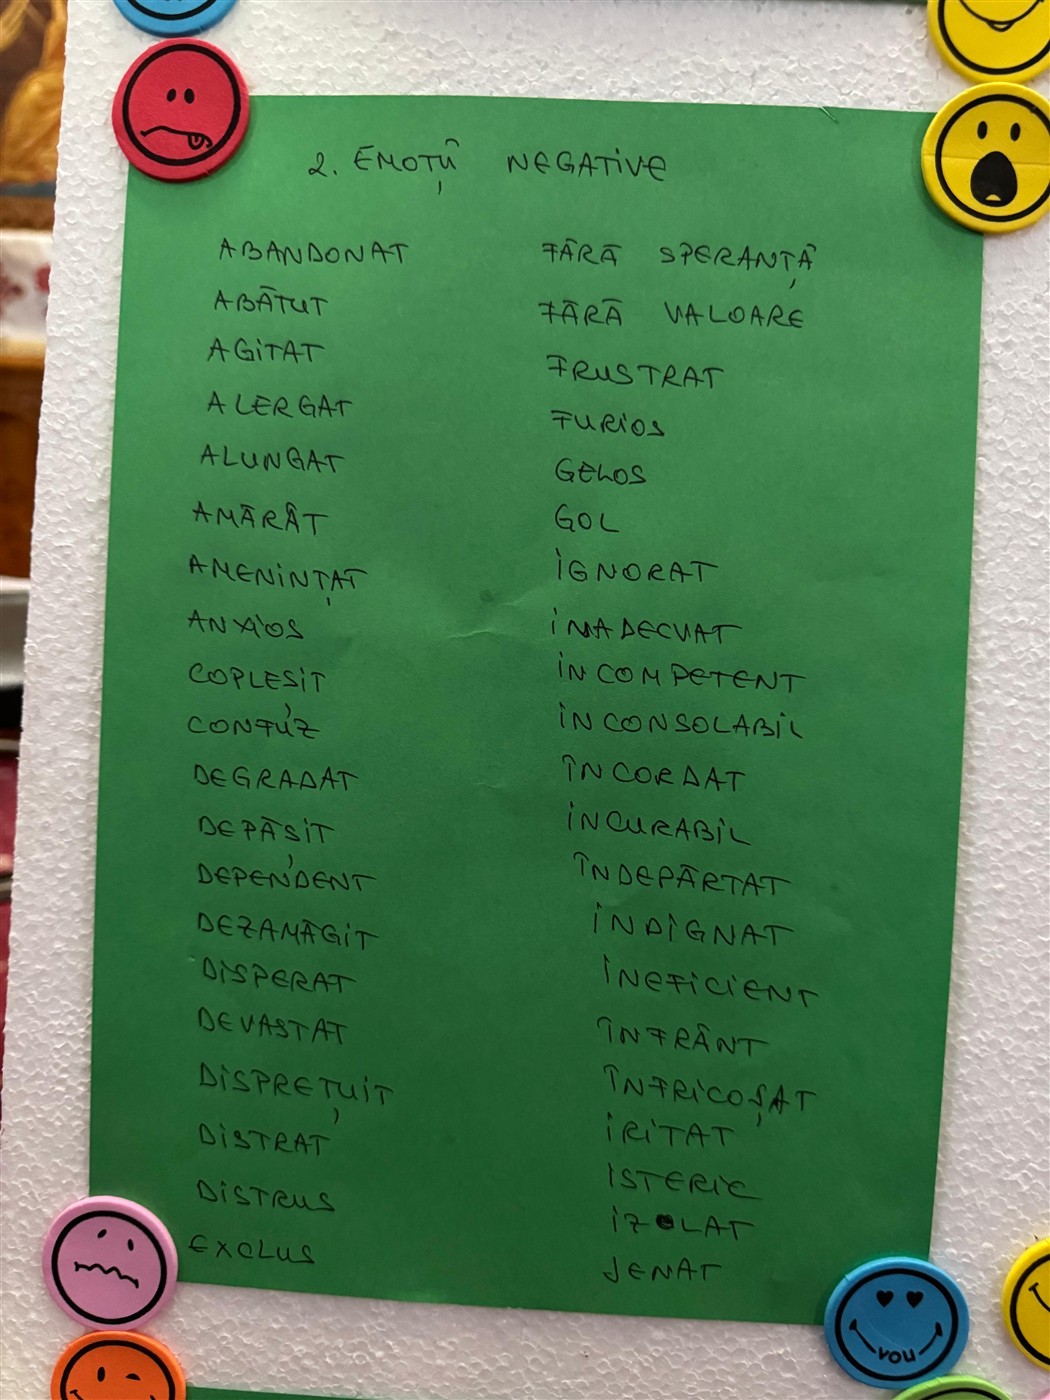 2. EMOȚII NEGATIVE
ABANDONAT
ABĂTUT
AGITAT
ALERGAT
ALUNGAT
AMĂRÂT
AMENINȚAT
ANXIOS
COPLEȘIT
CONFUZ
DEGRADAT
DEPĂȘIT
DEPENDENT
DEZAMĂGIT
DISPERAT
DEVASTAT
DISPREȚUIT
DISTRAT
DISTRUS
EXCLUS
FĂRĂ SPERANȚĂ
FĂRĂ VALOARE
FRUSTRAT
FURIOS
GELOS
GOL
IGNORAT
INADECVAT
INCOMPETENT
INCONSOLABIL
ÎNCORDAT
INCURABIL
ÎNDEPĂRTAT
INDIGNAT
INEFICIENT
ÎNFRÂNT
ÎNFRICOȘAT
IRITAT
ISTERIC
IZOLAT
JENAT
YOU